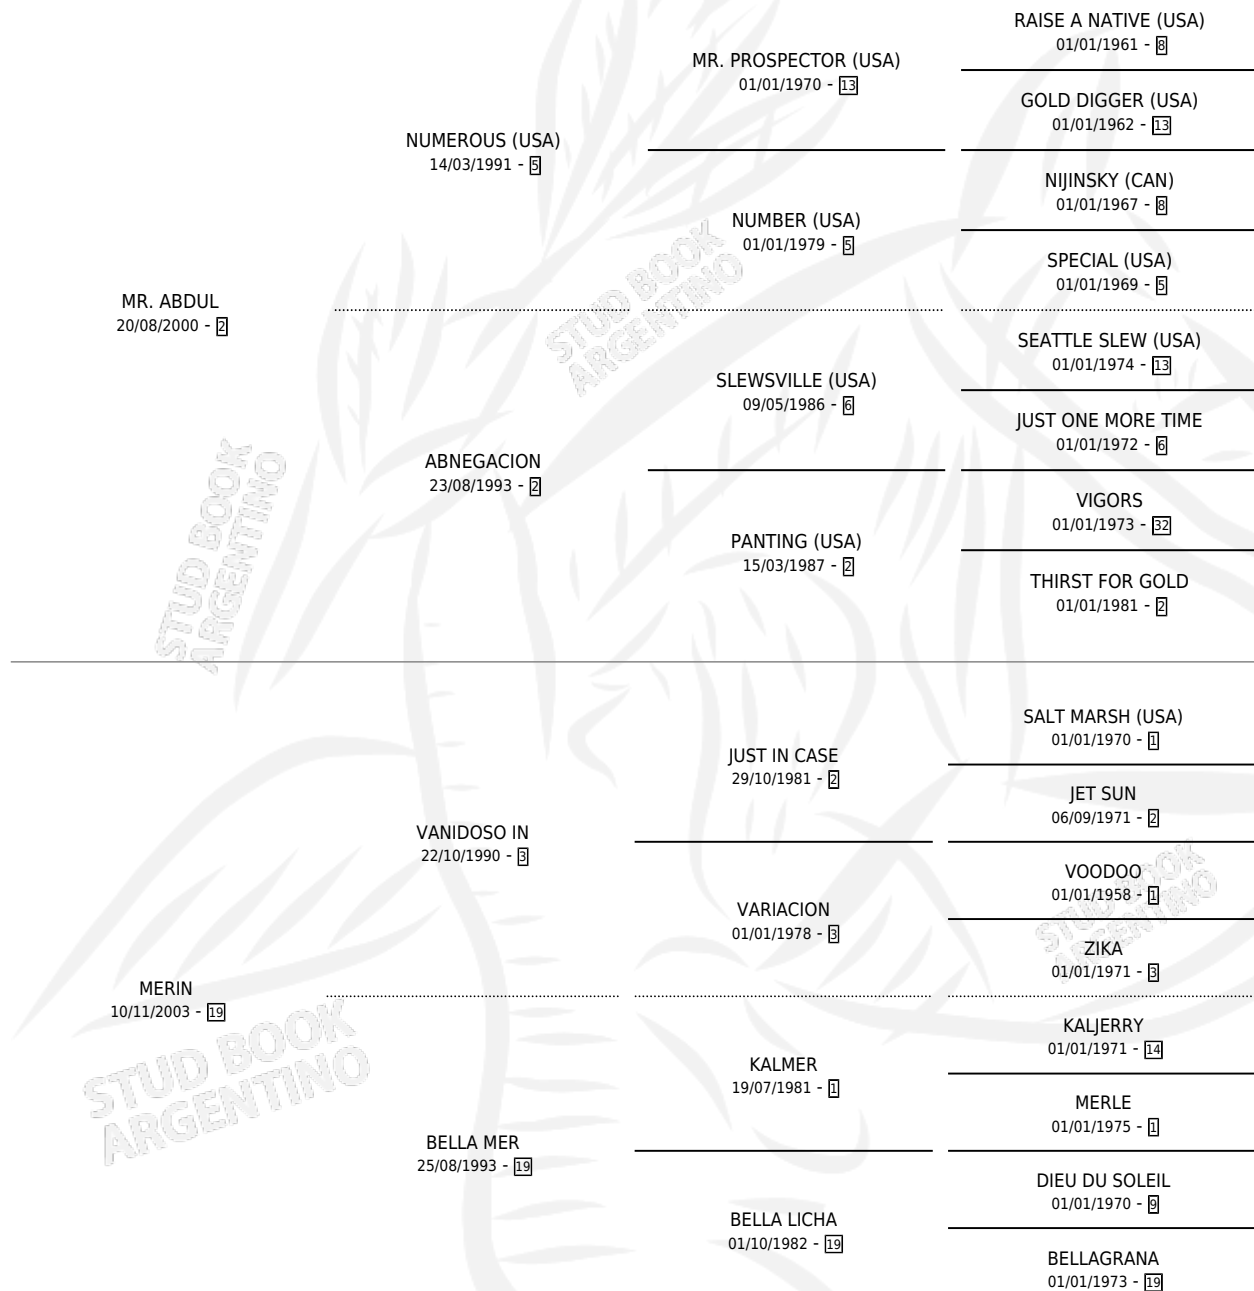 RAISE A NATIVE (USA)
01/01/1961 - 8
MR. PROSPECTOR (USA)
01/01/1970 - 13
GOLD DIGGER (USA)
01/01/1962 - 13
NUMEROUS (USA)
14/03/1991 - 5
NIJINSKY (CAN)
01/01/1967 - 8
NUMBER (USA)
01/01/1979 - 5
SPECIAL (USA)
01/01/1969 - 5
MR. ABDUL
20/08/2000 - 2
SEATTLE SLEW (USA)
01/01/1974 - 13
SLEWSVILLE (USA)
09/05/1986 - 6
JUST ONE MORE TIME
01/01/1972 - 6
ABNEGACION
23/08/1993 - 2
VIGORS
01/01/1973 - 32
PANTING (USA)
15/03/1987 - 2
THIRST FOR GOLD
01/01/1981 - 2
SALT MARSH (USA)
01/01/1970 - 1
JUST IN CASE
29/10/1981 - 2
JET SUN
06/09/1971 - 2
VANIDOSO IN
22/10/1990 - 3
VOODOO
01/01/1958 - 1
VARIACION
01/01/1978 - 3
ZIKA
01/01/1971 - 3
MERIN
10/11/2003 - 19
KALJERRY
01/01/1971 - 14
KALMER
19/07/1981 - 1
MERLE
01/01/1975 - 1
BELLA MER
25/08/1993 - 19
DIEU DU SOLEIL
01/01/1970 - 9
BELLA LICHA
01/10/1982 - 19
BELLAGRANA
01/01/1973 - 19
STUD BOOK
ARGENTINO
STUD BOOK
ARGENTINO
STUD BOOK
ARGENTINO
STUD BOOK
ARGENTINO